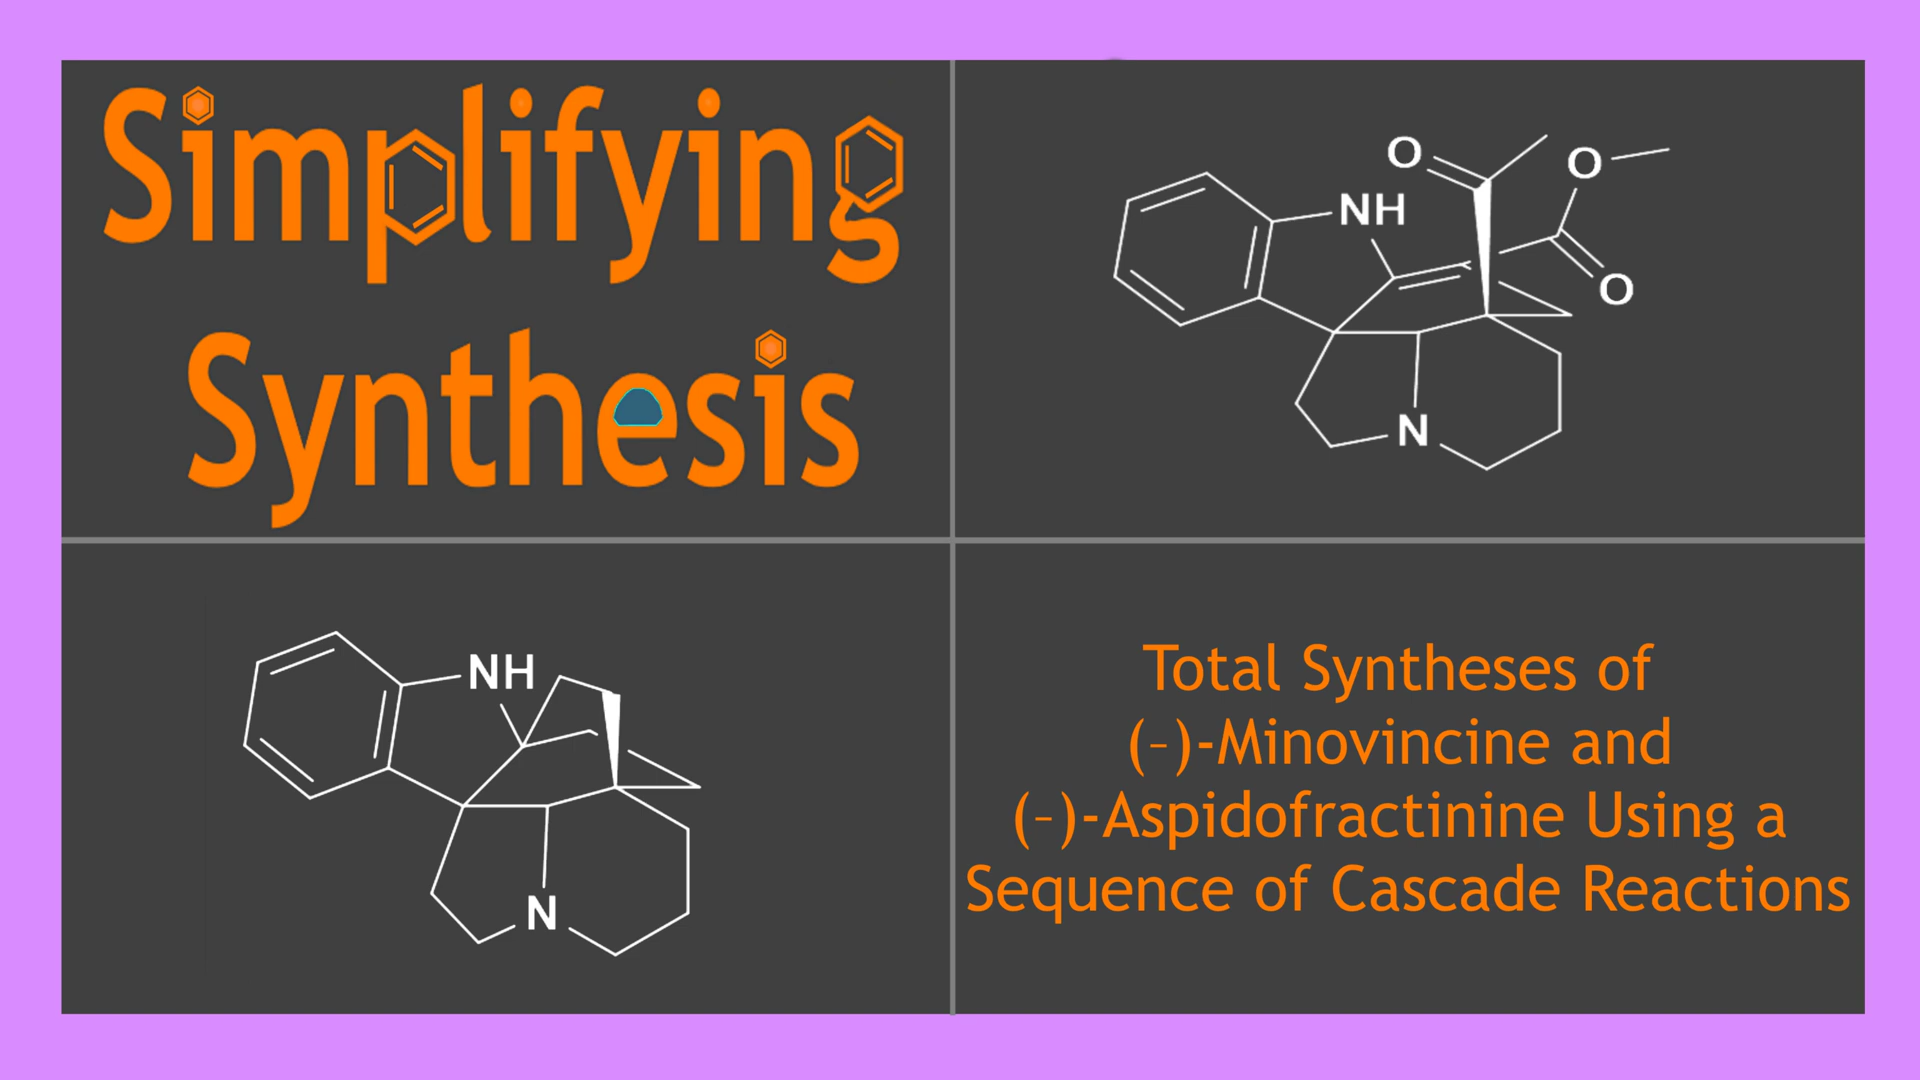 Simplifying
Synthesis
O
O
NH
O
N
NH
N
Total Syntheses of
(–)-Minovincine and
(–)-Aspidofractinine Using a
Sequence of Cascade Reactions